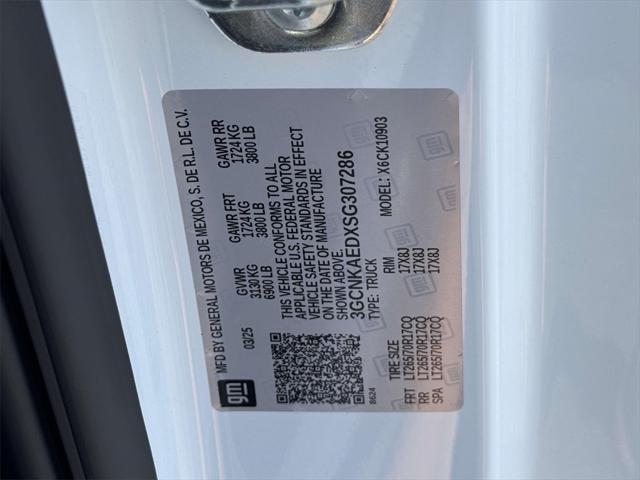 MFD BY GENERAL MOTORS DE MEXICO, S. DE R.L. DE C.V.
03/25
GVWR GAWR FRT GAWR RR
3130 KG 1724 KG 1724 KG
6900 LB 3800 LB 3800 LB
THIS VEHICLE CONFORMS TO ALL
APPLICABLE U.S. FEDERAL MOTOR
VEHICLE SAFETY STANDARDS IN EFFECT
ON THE DATE OF MANUFACTURE
SHOWN ABOVE.
3GCNKAEDXSG307286
TYPE: TRUCK MODEL: X6CK10903
gm
8624
TIRE SIZE RIM
FRT LT265/70R17CQ 17X8J
RR LT265/70R17CQ 17X8J
SPA LT265/70R17CQ 17X8J